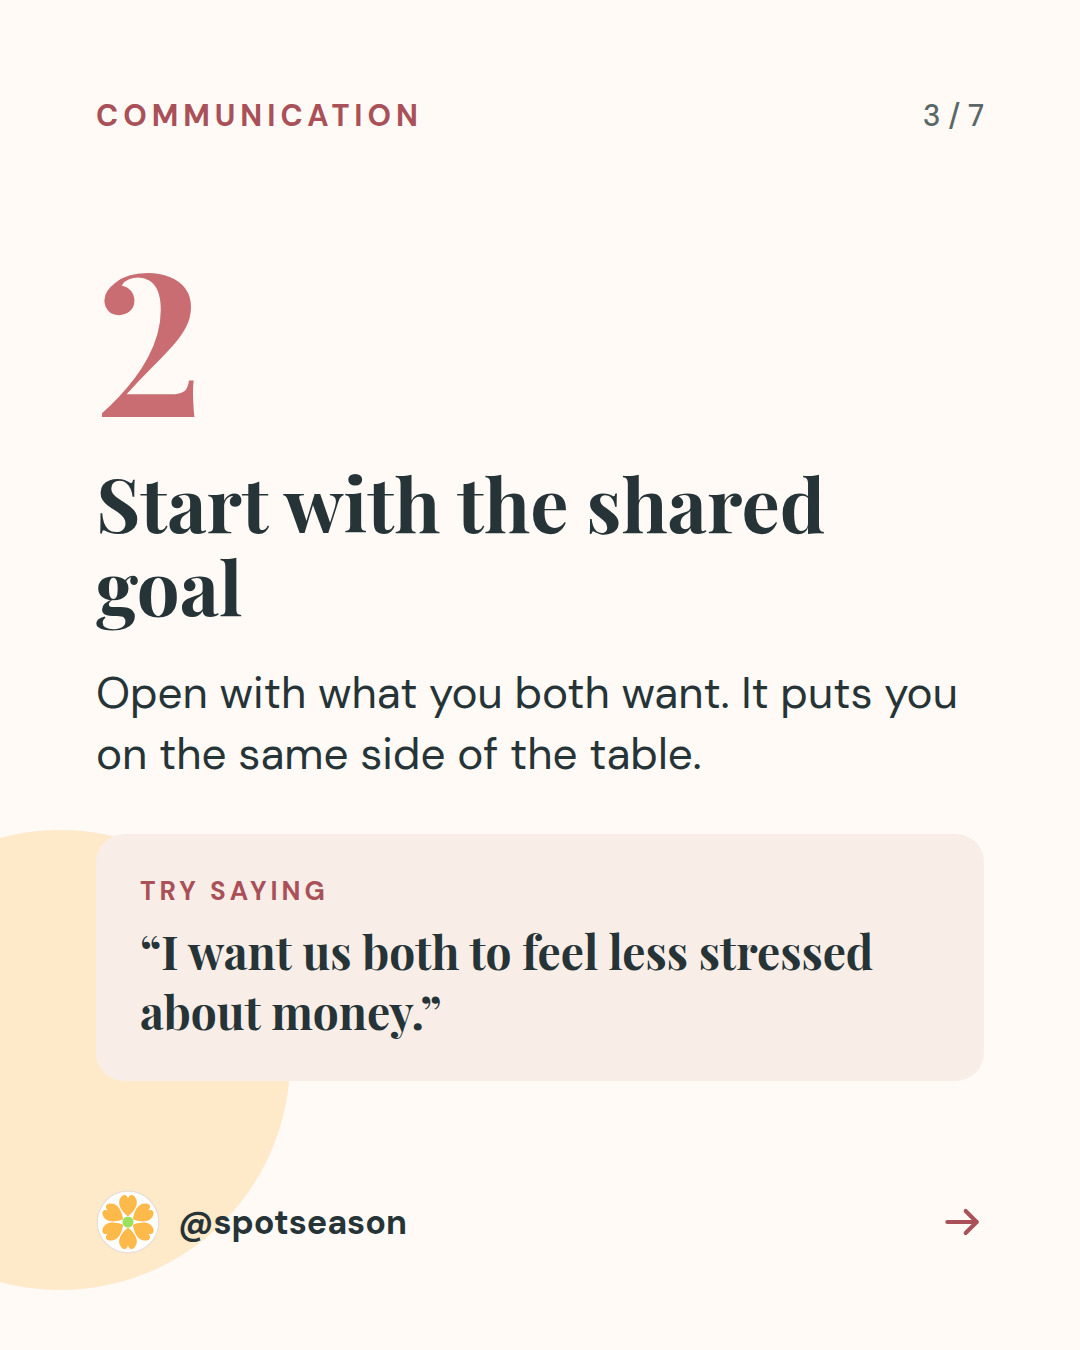 COMMUNICATION
3 / 7
2
Start with the shared
goal
Open with what you both want. It puts you
on the same side of the table.
TRY SAYING
“I want us both to feel less stressed
about money.”
@spotseason